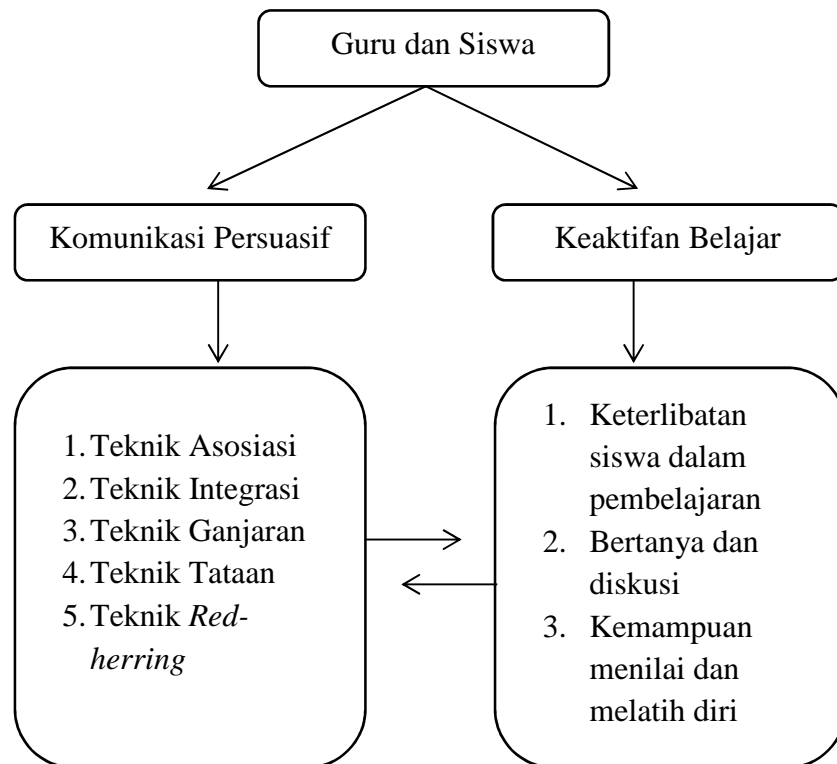 Guru dan Siswa
Komunikasi Persuasif
Keaktifan Belajar
1. Teknik Asosiasi
2. Teknik Integrasi
3. Teknik Ganjaran
4. Teknik Tataan
5. Teknik Red-
herring
1. Keterlibatan
siswa dalam
pembelajaran
2. Bertanya dan
diskusi
3. Kemampuan
menilai dan
melatih diri